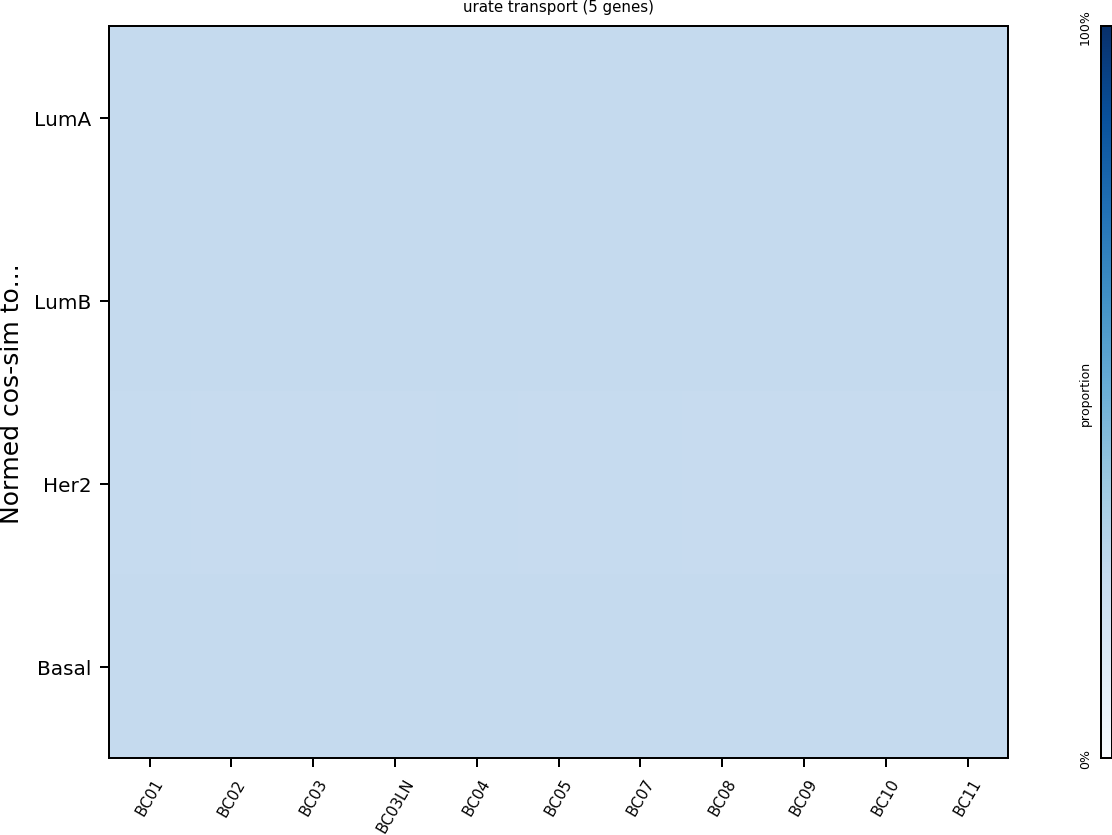 urate transport (5 genes)
Normed cos-sim to...
LumA
LumB
Her2
Basal
BC01
BC02
BC03
BC03LN
BC04
BC05
BC07
BC08
BC09
BC10
BC11
100%
proportion
0%